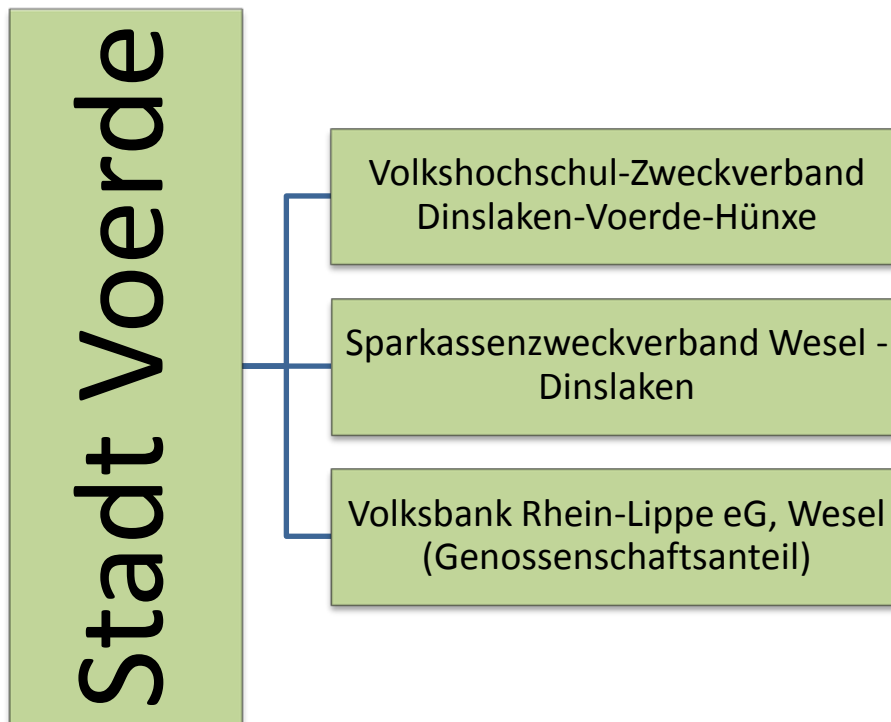 Stadt Voerde
Volkshochschul-Zweckverband
Dinslaken-Voerde-Hünxe
Sparkassenzweckverband Wesel -
Dinslaken
Volksbank Rhein-Lippe eG, Wesel
(Genossenschaftsanteil)